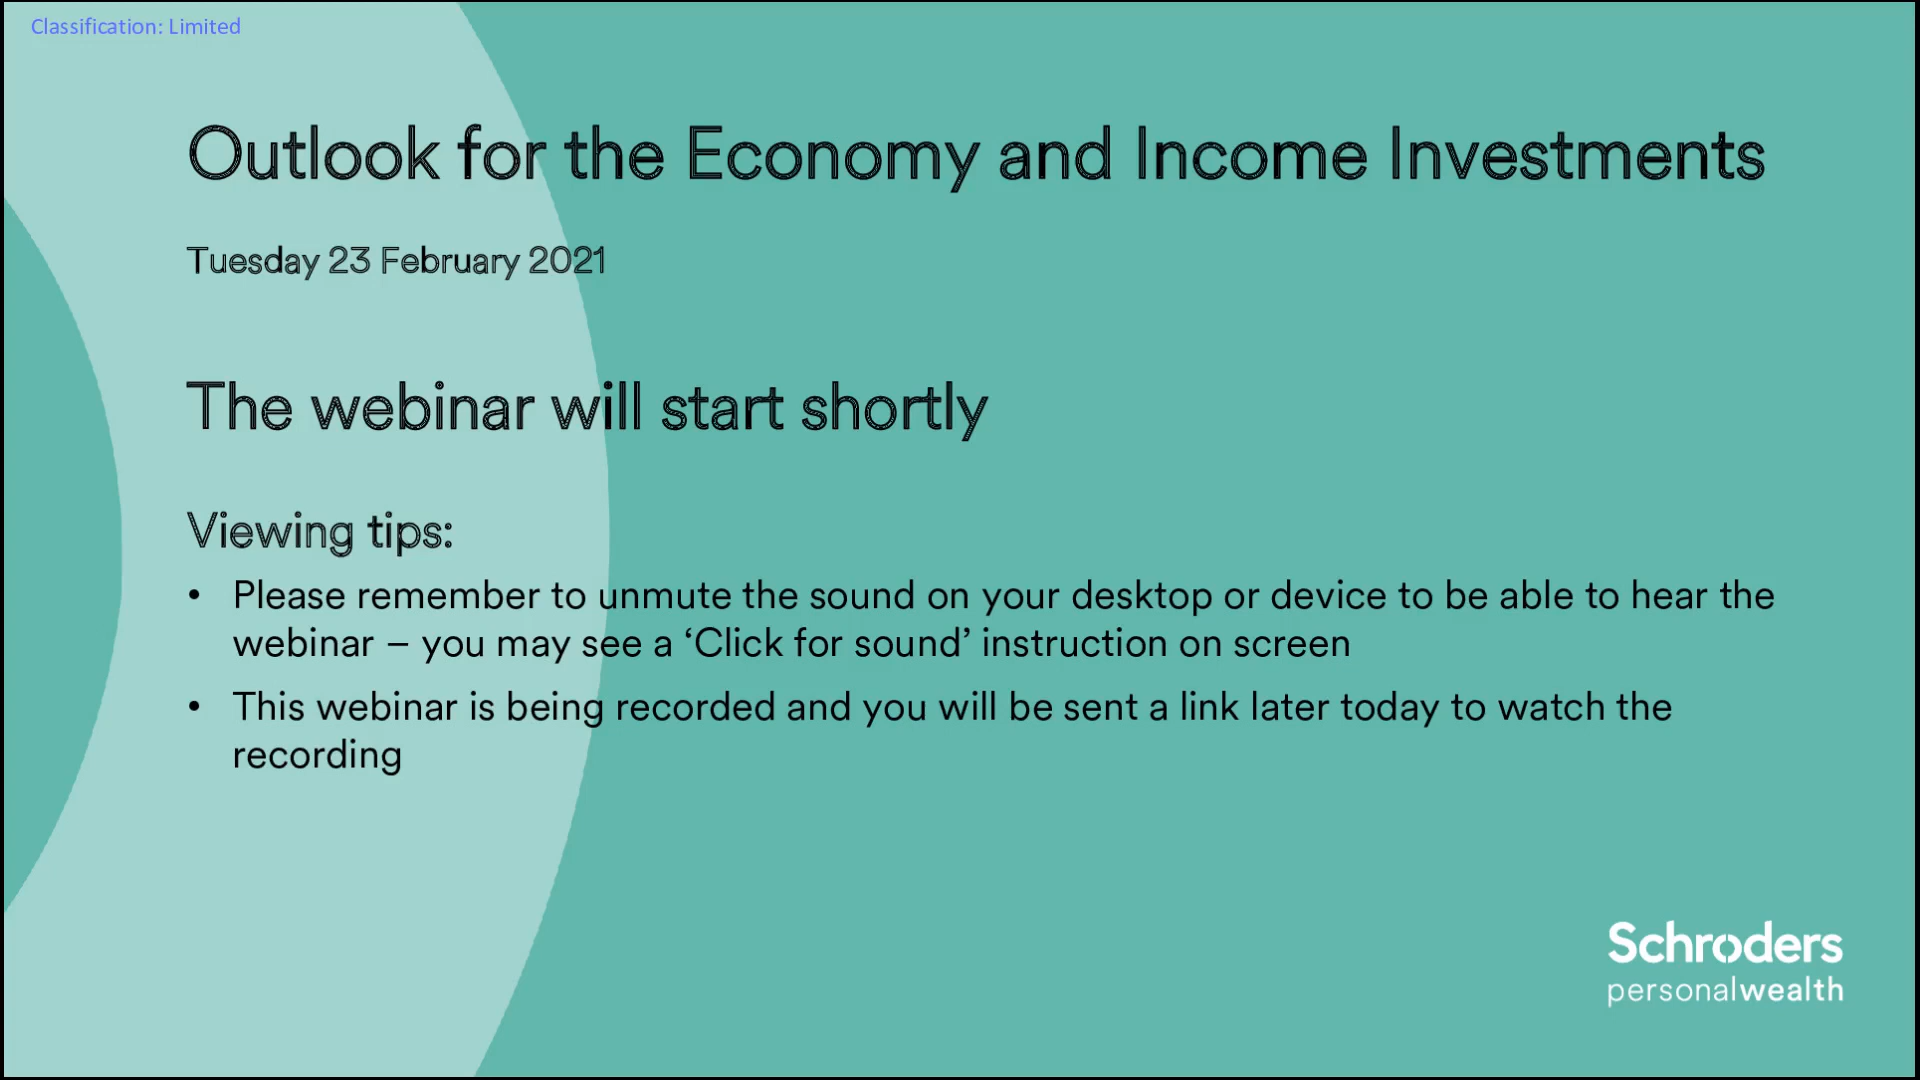 Classification: Limited
Outlook for the Economy and Income Investments
Tuesday 23 February 2021
The webinar will start shortly
Viewing tips:
• Please remember to unmute the sound on your desktop or device to be able to hear the
webinar – you may see a ‘Click for sound’ instruction on screen
• This webinar is being recorded and you will be sent a link later today to watch the
recording
Schroders
personalwealth